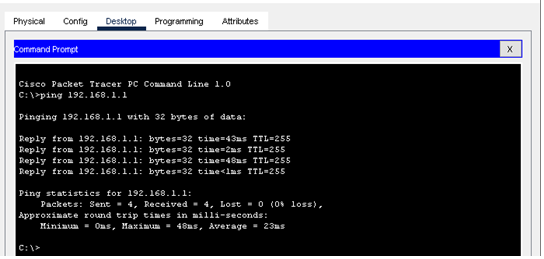 Physical Config Desktop Programming Attributes
Command Prompt X
Cisco Packet Tracer PC Command Line 1.0
C:\>ping 192.168.1.1
Pinging 192.168.1.1 with 32 bytes of data:
Reply from 192.168.1.1: bytes=32 time=43ms TTL=255
Reply from 192.168.1.1: bytes=32 time=2ms TTL=255
Reply from 192.168.1.1: bytes=32 time=48ms TTL=255
Reply from 192.168.1.1: bytes=32 time<1ms TTL=255
Ping statistics for 192.168.1.1:
Packets: Sent = 4, Received = 4, Lost = 0 (0% loss),
Approximate round trip times in milli-seconds:
Minimum = 0ms, Maximum = 48ms, Average = 23ms
C:\>